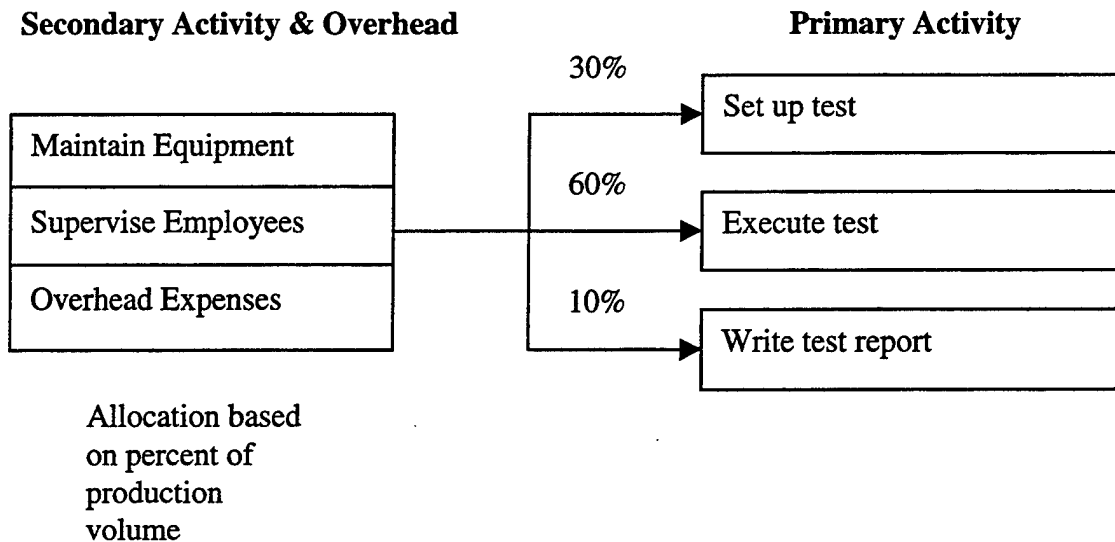 Secondary Activity & Overhead
Primary Activity
Maintain Equipment
Supervise Employees
Overhead Expenses
30%
60%
10%
Set up test
Execute test
Write test report
Allocation based
on percent of
production
volume